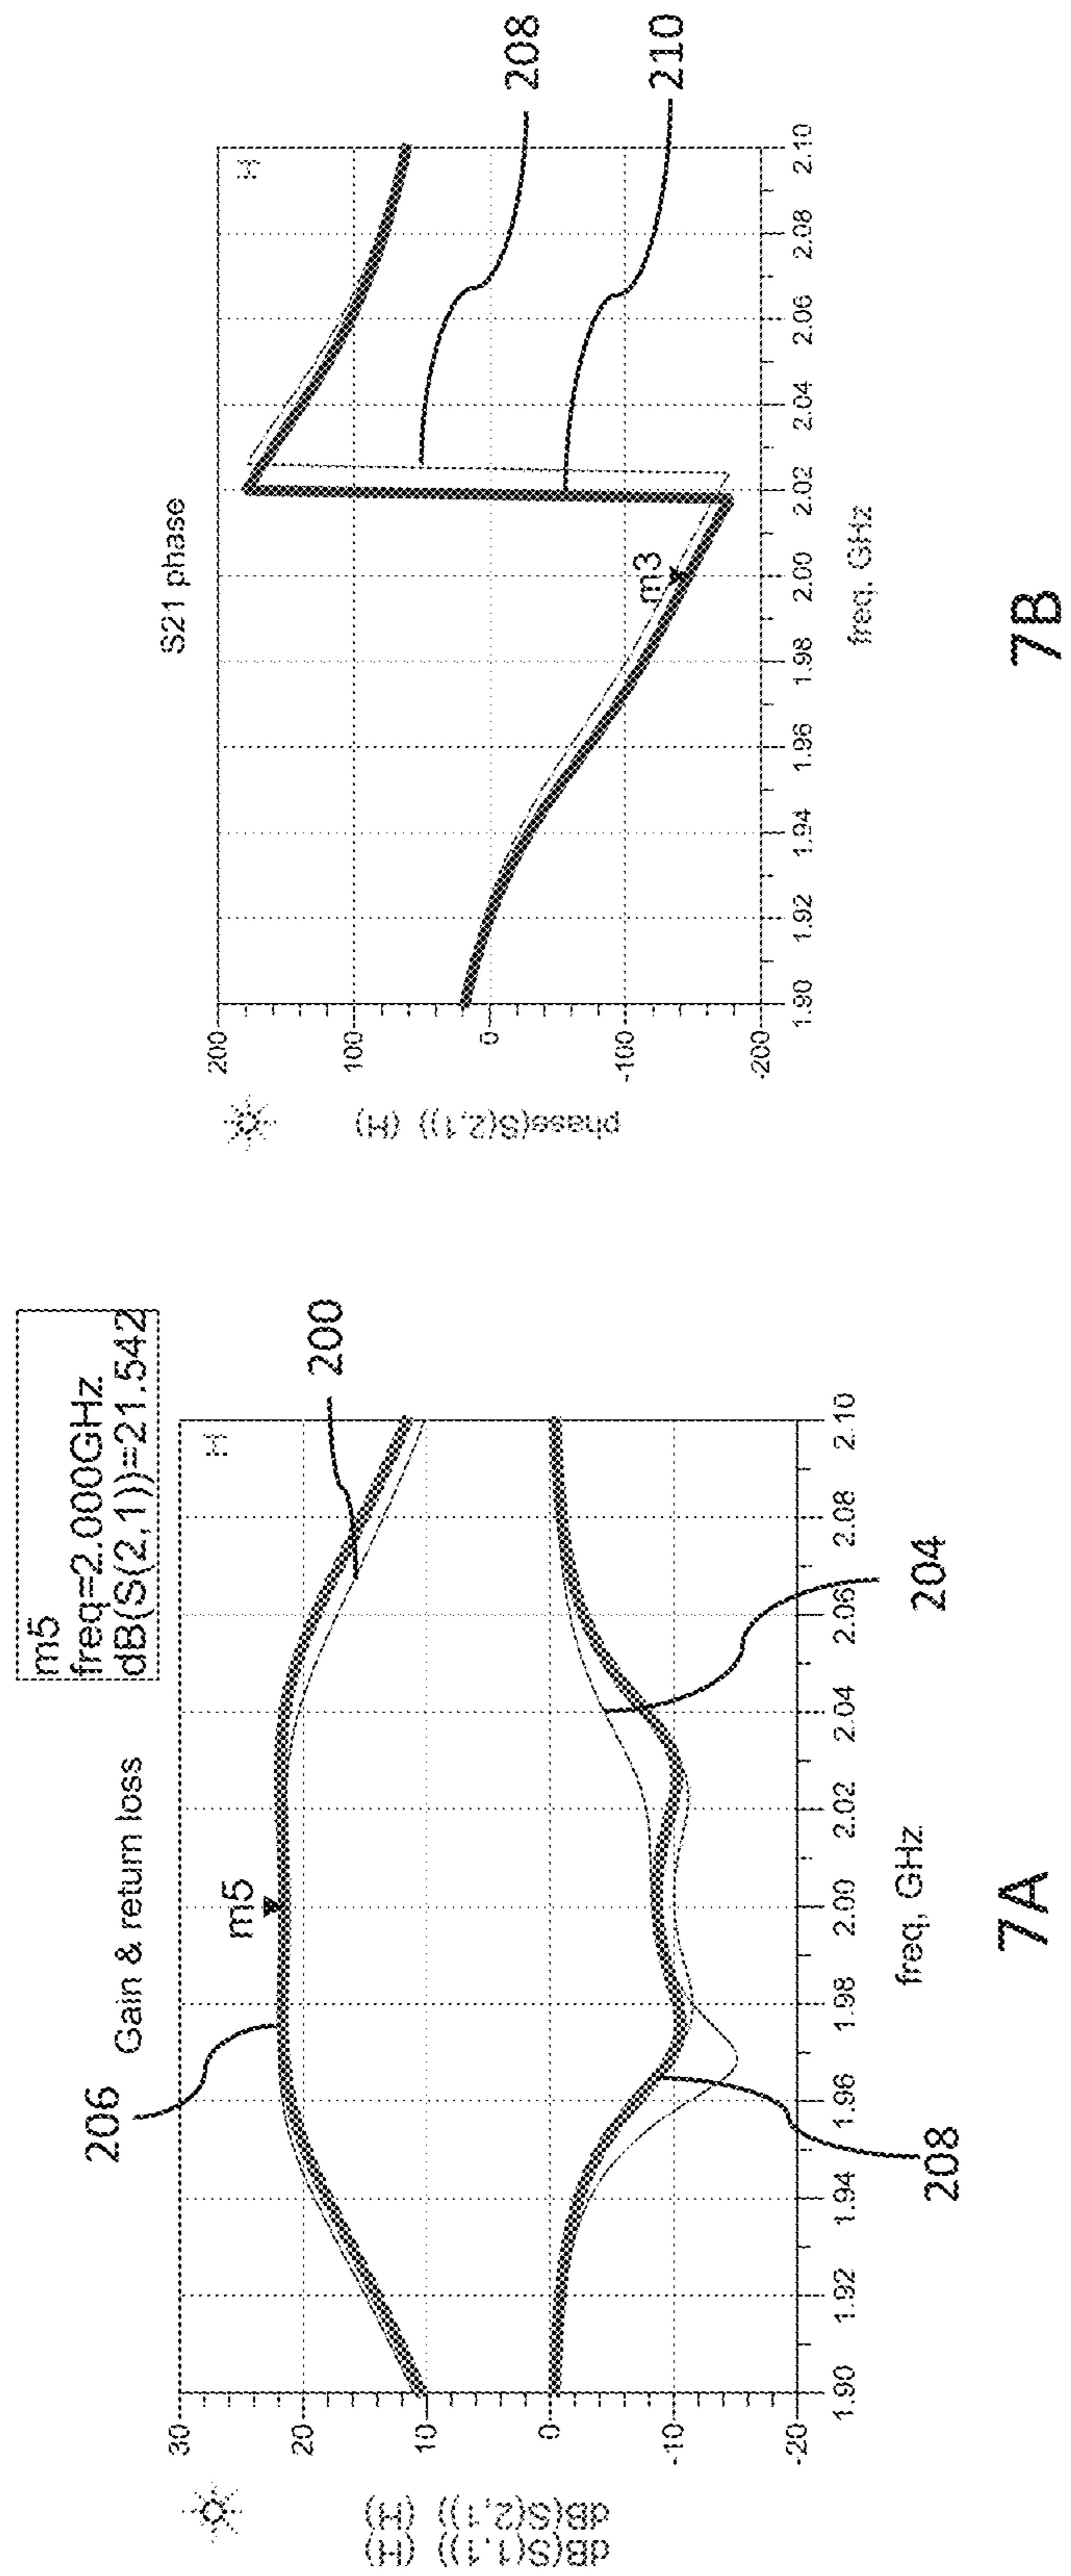 m5
freq=2.000GHz
dB(S(2,1))=21.542
Gain & return loss
206
m5
200
H
30
20
10
0
-10
-20
dB(S(1,1)) (H)
dB(S(2,1)) (H)
1.90
1.92
1.94
1.96
1.98
2.00
2.02
2.04
2.06
2.08
2.10
freq, GHz
208
204
7A
S21 phase
H
m3
200
100
0
-100
-200
phase(S(2,1)) (H)
1.90
1.92
1.94
1.96
1.98
2.00
2.02
2.04
2.06
2.08
2.10
freq, GHz
208
210
7B